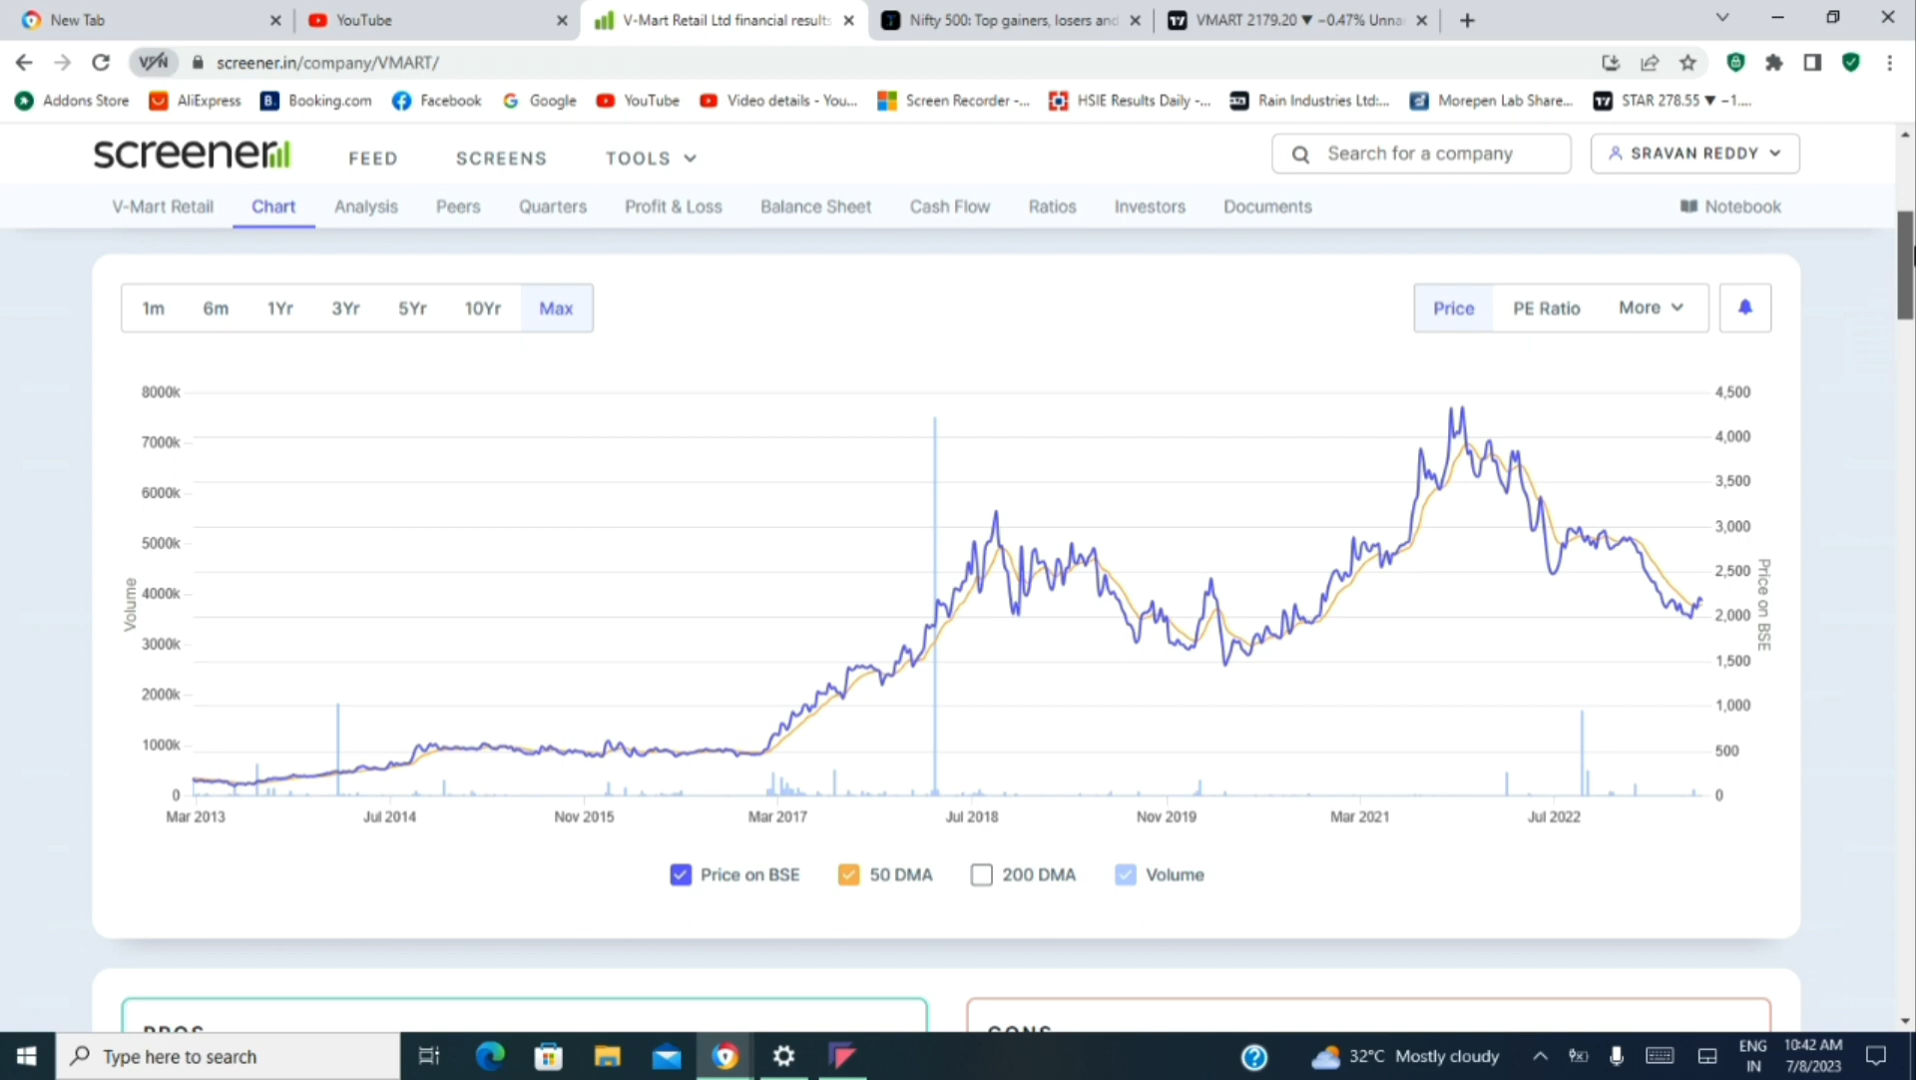 New Tab
YouTube
V-Mart Retail Ltd financial results
Nifty 500: Top gainers, losers and
VMART 2179.20 ▼ −0.47% Unna
VPN
screener.in/company/VMART/
Addons Store
AliExpress
Booking.com
Facebook
Google
YouTube
Video details - You...
Screen Recorder -...
HSIE Results Daily -...
Rain Industries Ltd:...
Morepen Lab Share...
STAR 278.55 ▼ −1....
screener
FEED
SCREENS
TOOLS
Search for a company
SRAVAN REDDY
V-Mart Retail
Chart
Analysis
Peers
Quarters
Profit & Loss
Balance Sheet
Cash Flow
Ratios
Investors
Documents
Notebook
1m
6m
1Yr
3Yr
5Yr
10Yr
Max
Price
PE Ratio
More
8000k
7000k
6000k
5000k
4000k
3000k
2000k
1000k
0
Volume
4,500
4,000
3,500
3,000
2,500
2,000
1,500
1,000
500
0
Price on BSE
Mar 2013
Jul 2014
Nov 2015
Mar 2017
Jul 2018
Nov 2019
Mar 2021
Jul 2022
Price on BSE
50 DMA
200 DMA
Volume
PROS
CONS
Type here to search
32°C Mostly cloudy
ENG
IN
10:42 AM
7/8/2023